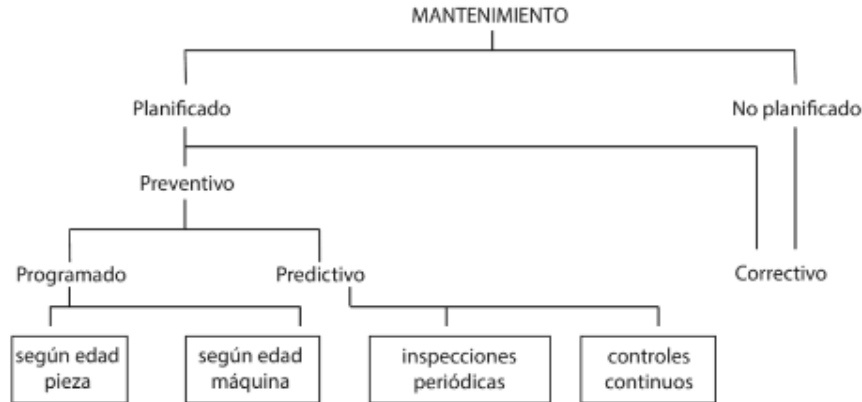 MANTENIMIENTO
Planificado
No planificado
Preventivo
Programado
Predictivo
Correctivo
según edad
pieza
según edad
máquina
inspecciones
periódicas
controles
continuos